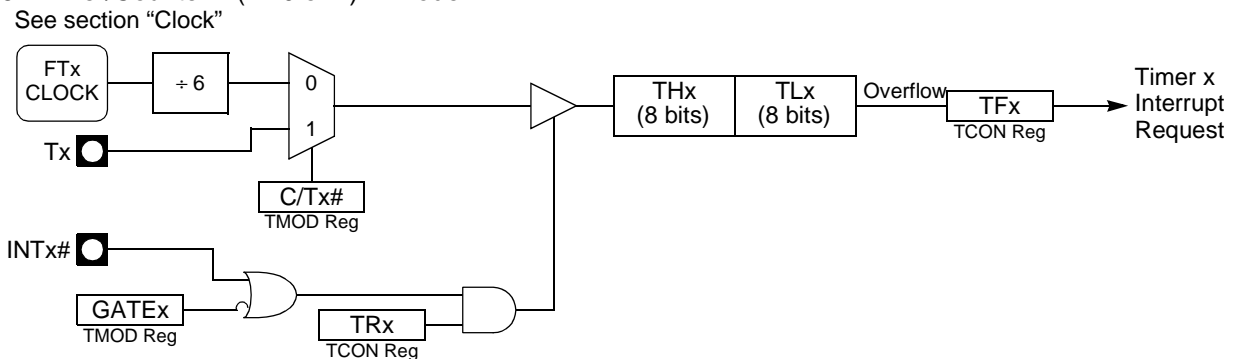 See section “Clock”
FTx
CLOCK
÷ 6
0
1
Tx
C/Tx#
TMOD Reg
THx
(8 bits)
TLx
(8 bits)
Overflow
TFx
TCON Reg
Timer x
Interrupt
Request
INTx#
GATEx
TMOD Reg
TRx
TCON Reg